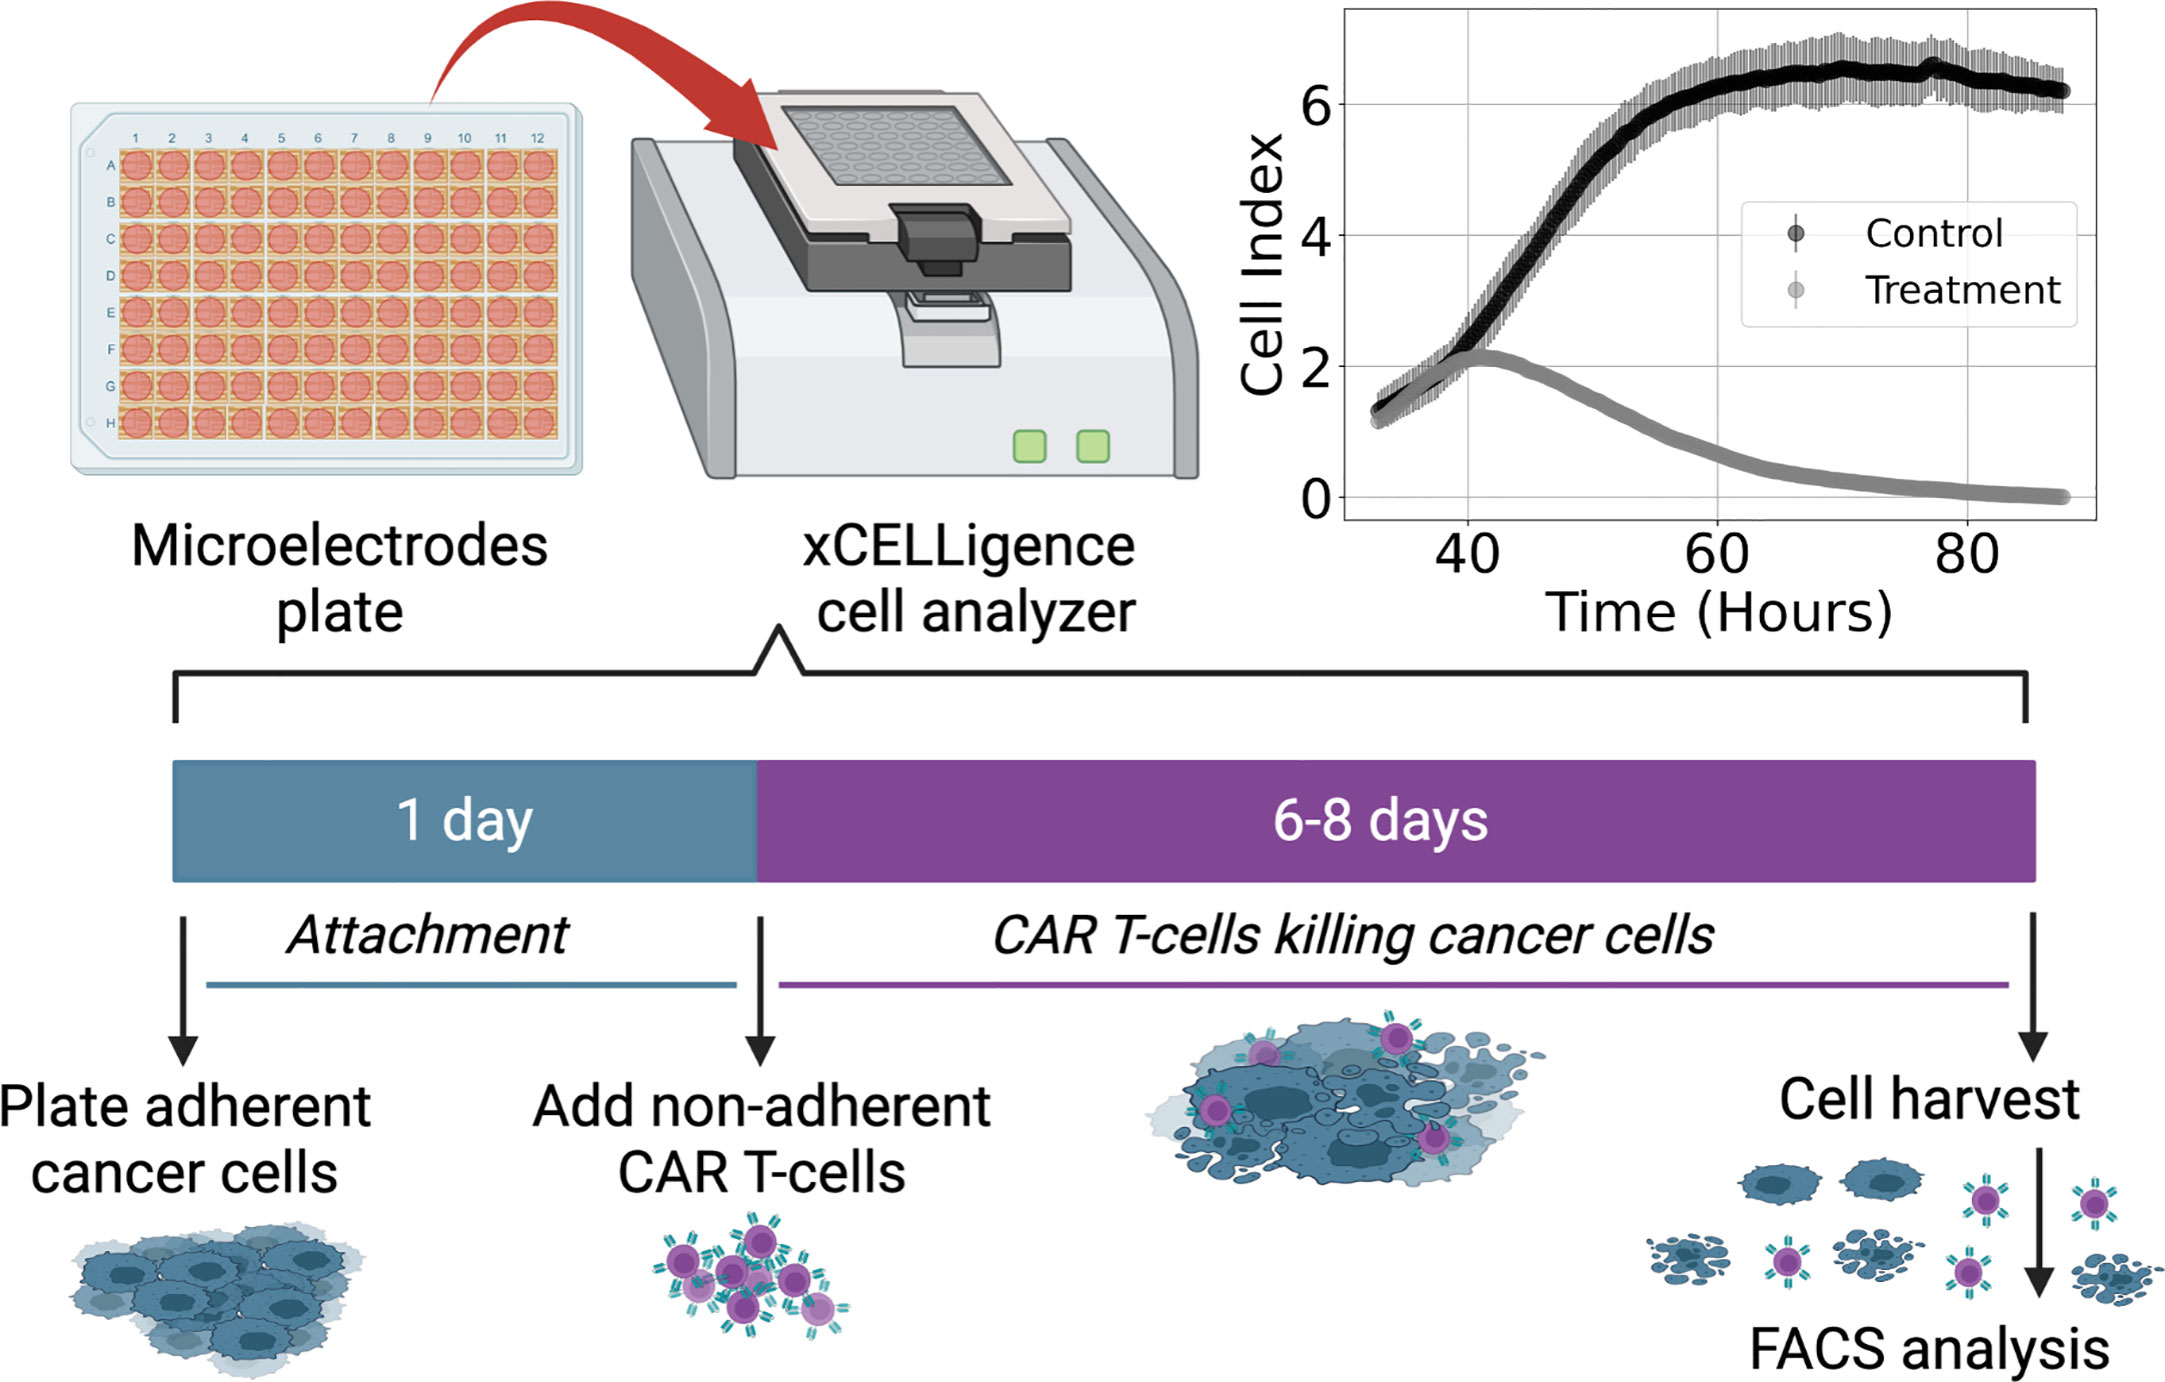 1 2 3 4 5 6 7 8 9 10 11 12
A
B
C
D
E
F
G
H
Microelectrodes
plate
xCELLigence
cell analyzer
Cell Index
6
4
2
0
Control
Treatment
40 60 80
Time (Hours)
1 day
6-8 days
Attachment
CAR T-cells killing cancer cells
Plate adherent
cancer cells
Add non-adherent
CAR T-cells
Cell harvest
FACS analysis